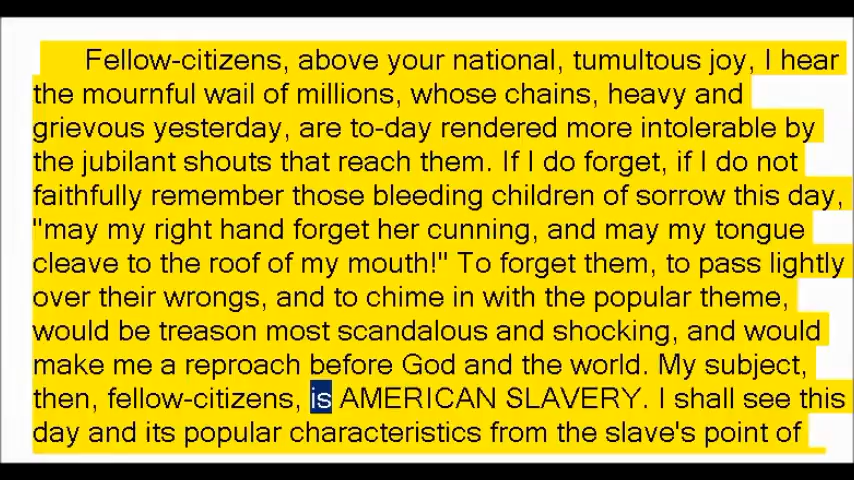 Fellow-citizens, above your national, tumultous joy, I hear
the mournful wail of millions, whose chains, heavy and
grievous yesterday, are to-day rendered more intolerable by
the jubilant shouts that reach them. If I do forget, if I do not
faithfully remember those bleeding children of sorrow this day,
"may my right hand forget her cunning, and may my tongue
cleave to the roof of my mouth!" To forget them, to pass lightly
over their wrongs, and to chime in with the popular theme,
would be treason most scandalous and shocking, and would
make me a reproach before God and the world. My subject,
then, fellow-citizens, is AMERICAN SLAVERY. I shall see this
day and its popular characteristics from the slave's point of